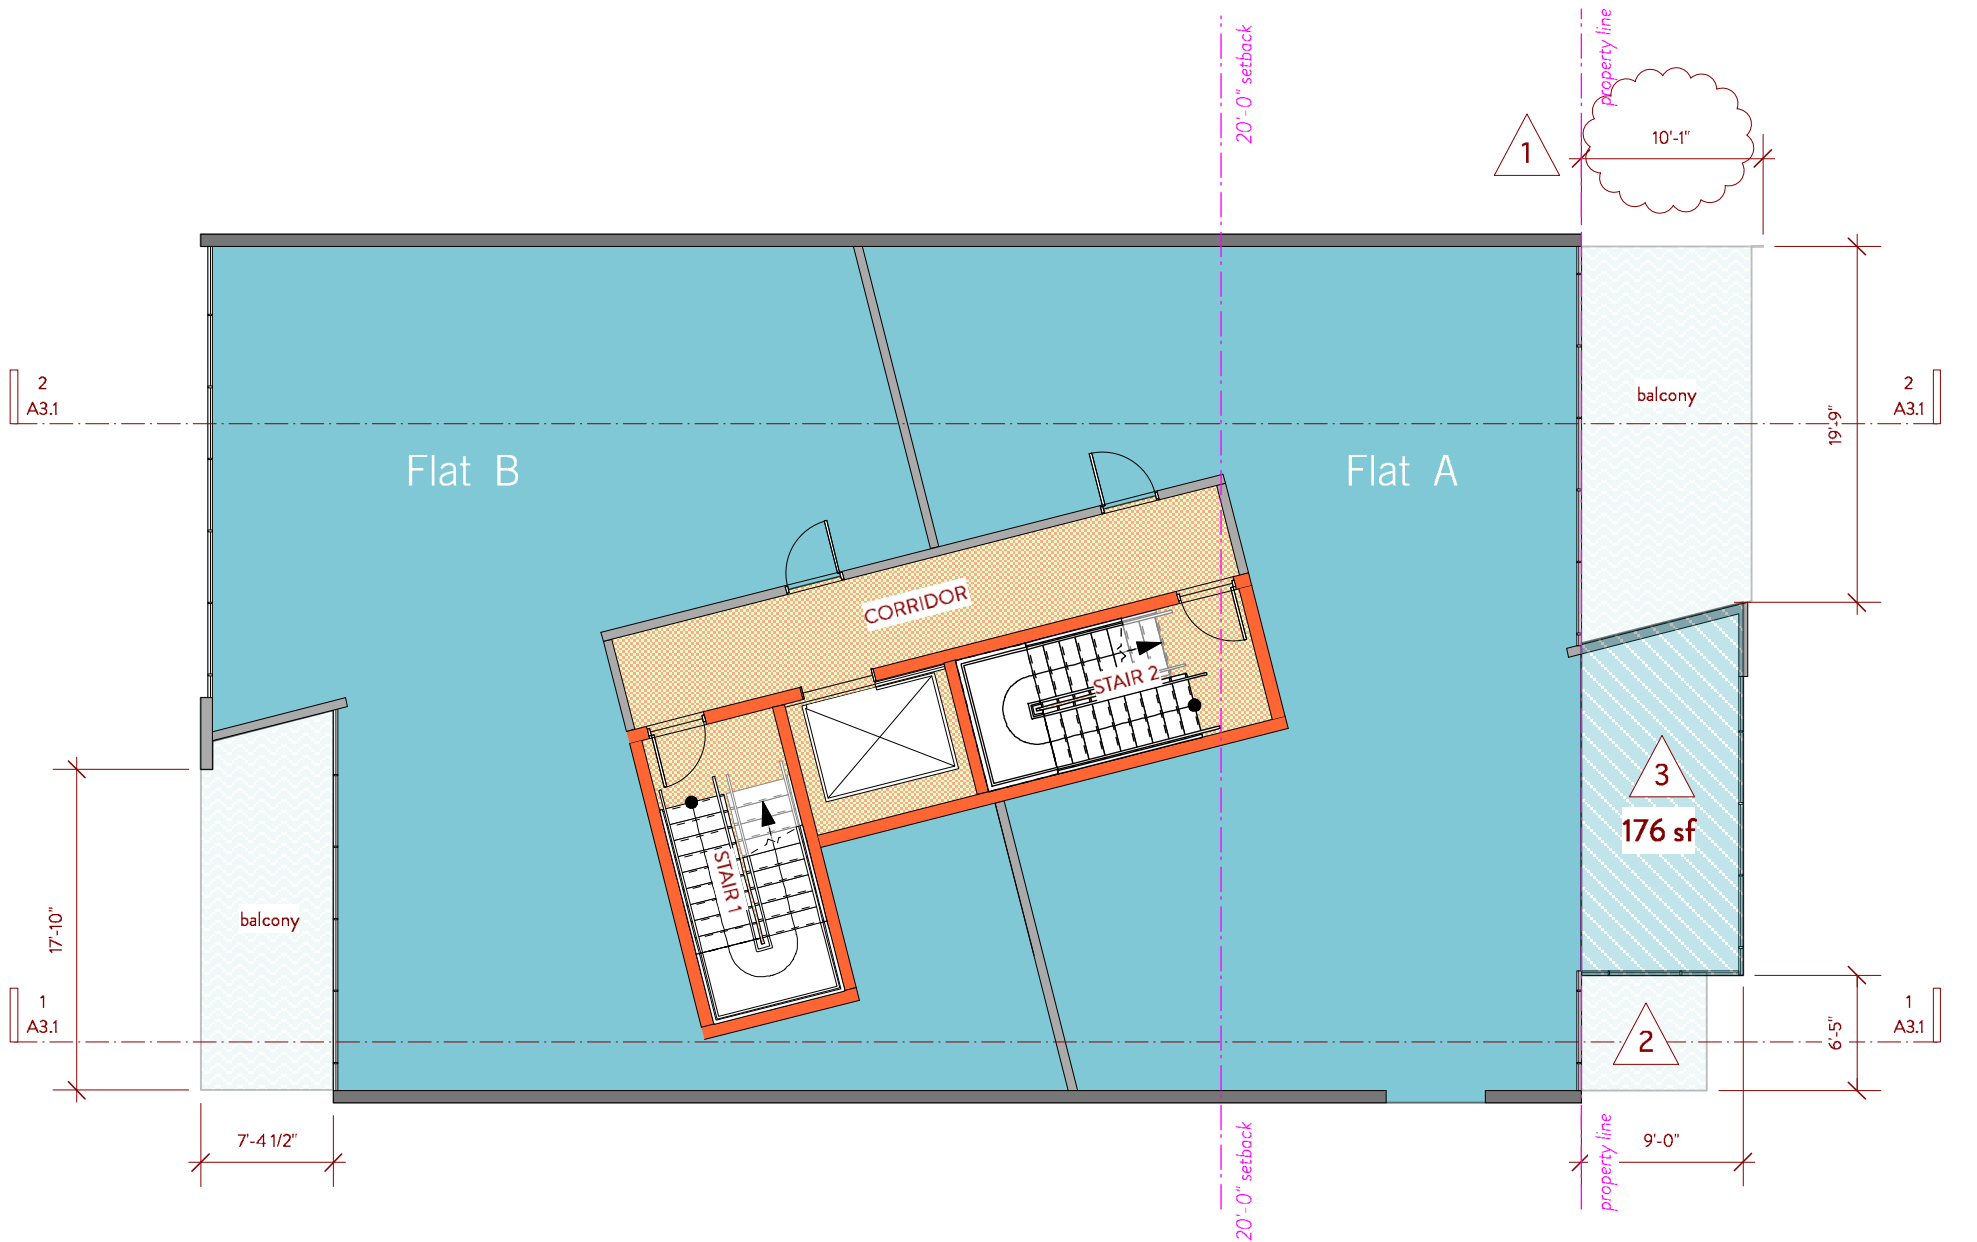 20'-0" setback
property line
10'-1"
1
2
A3.1
2
A3.1
balcony
19'-9"
Flat B
Flat A
CORRIDOR
STAIR 2
3
176 sf
STAIR 1
balcony
17'-10"
1
A3.1
1
A3.1
6'-5"
2
7'-4 1/2"
9'-0"
20'-0" setback
property line